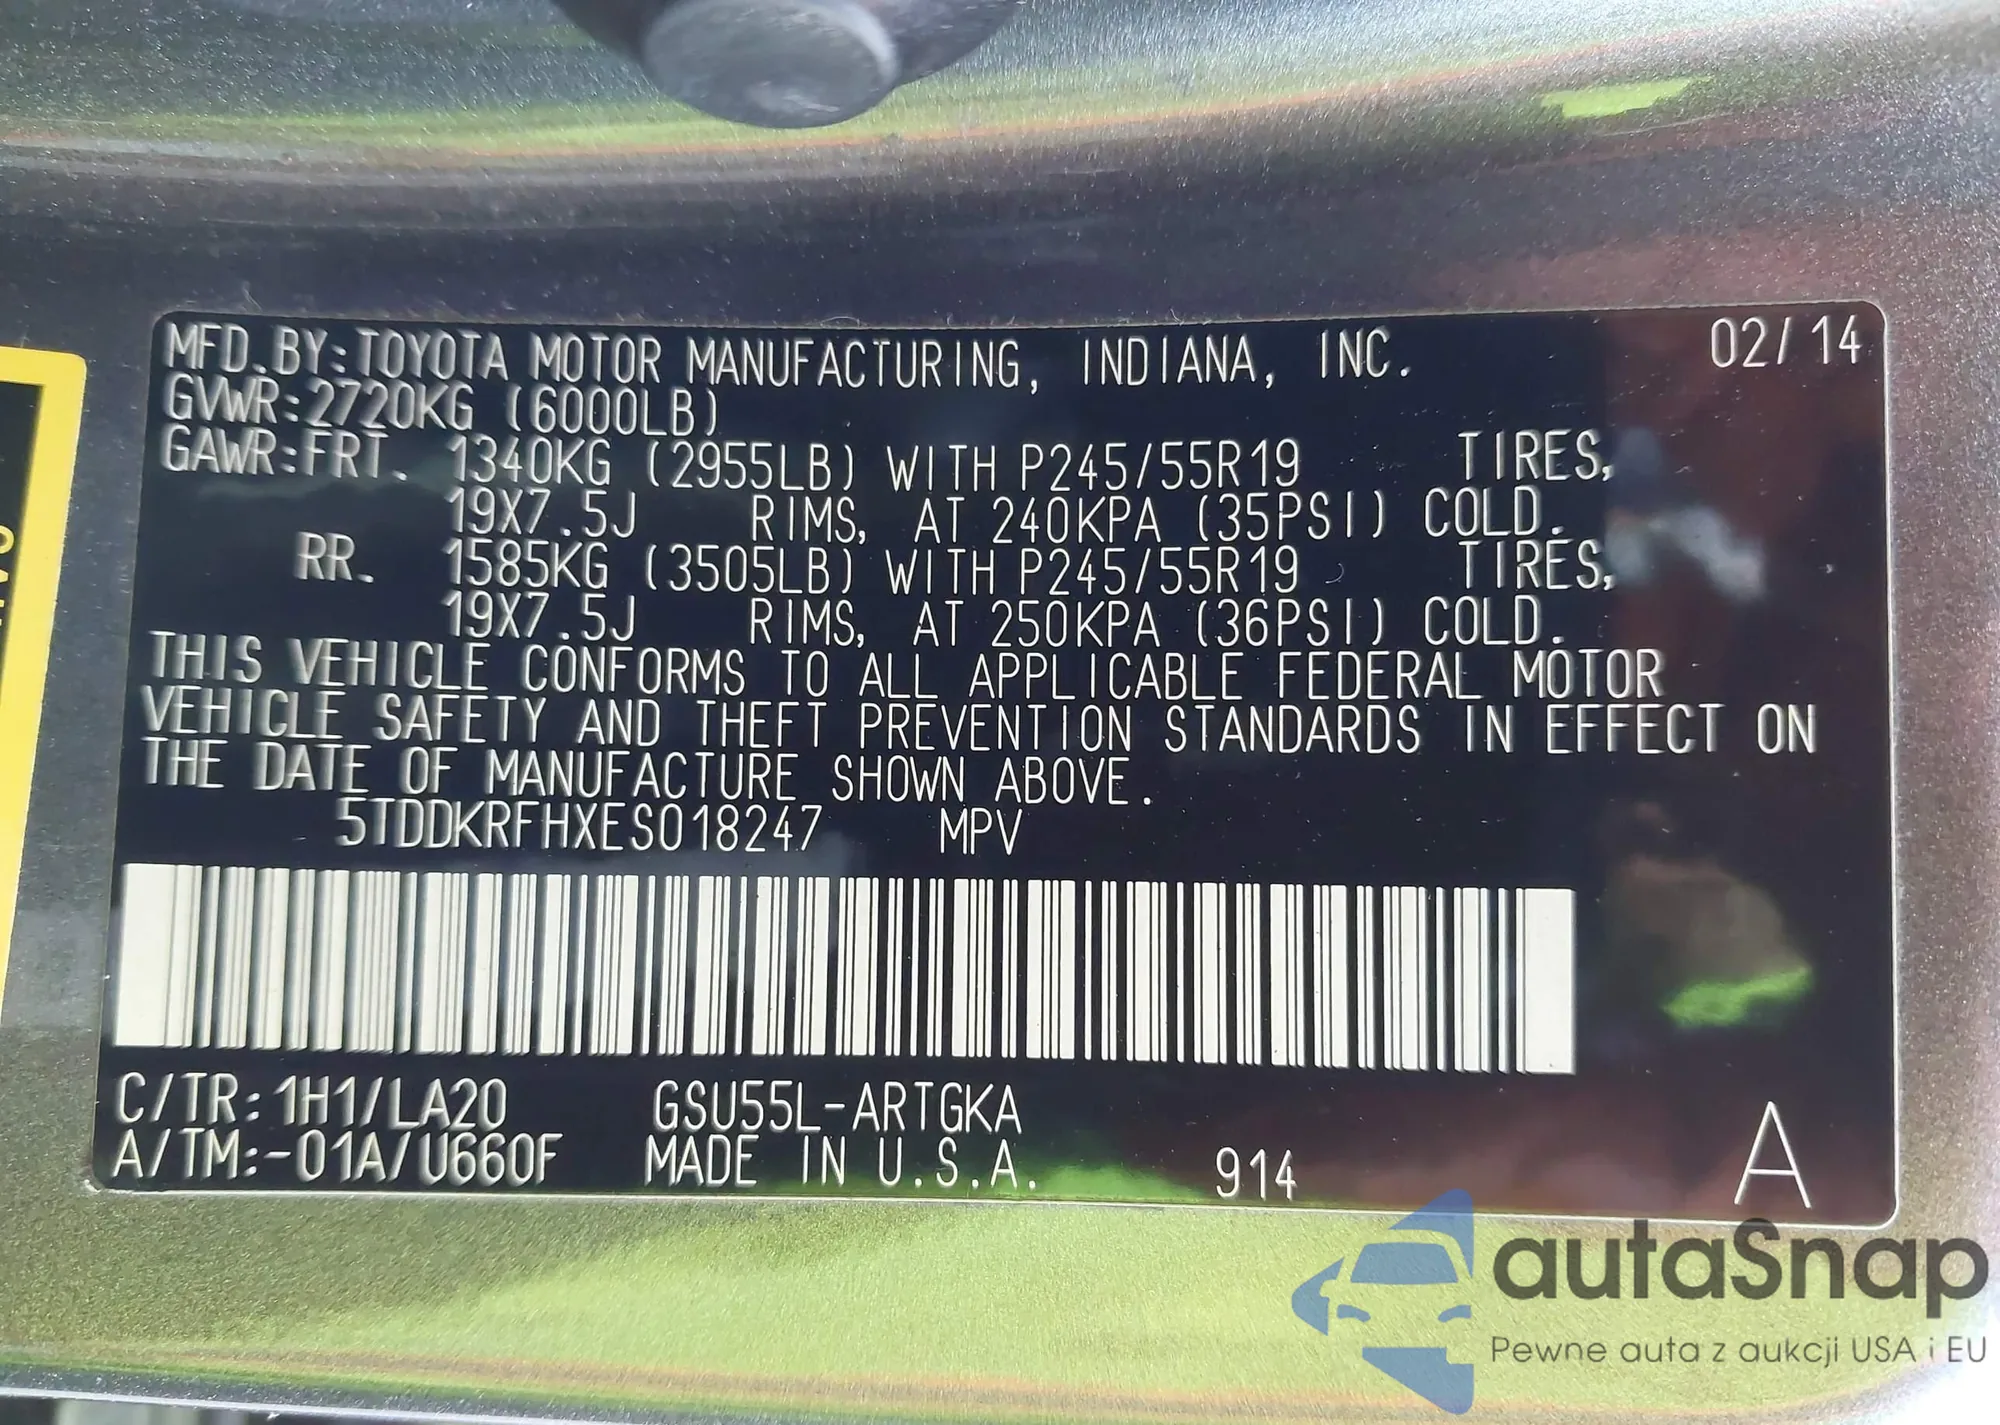 MFD.BY:TOYOTA MOTOR MANUFACTURING, INDIANA, INC. 02/14
GVWR:2720KG (6000LB)
GAWR:FRT. 1340KG (2955LB) WITH P245/55R19 TIRES,
19X7.5J RIMS, AT 240KPA (35PSI) COLD.
RR. 1585KG (3505LB) WITH P245/55R19 TIRES,
19X7.5J RIMS, AT 250KPA (36PSI) COLD.
THIS VEHICLE CONFORMS TO ALL APPLICABLE FEDERAL MOTOR
VEHICLE SAFETY AND THEFT PREVENTION STANDARDS IN EFFECT ON
THE DATE OF MANUFACTURE SHOWN ABOVE.
5TDDKRFHXES018247 MPV
C/TR:1H1/LA20 GSU55L-ARTGKA
A/TM:-01A/U660F MADE IN U.S.A. 914 A
autaSnap
Pewne auta z aukcji USA i EU